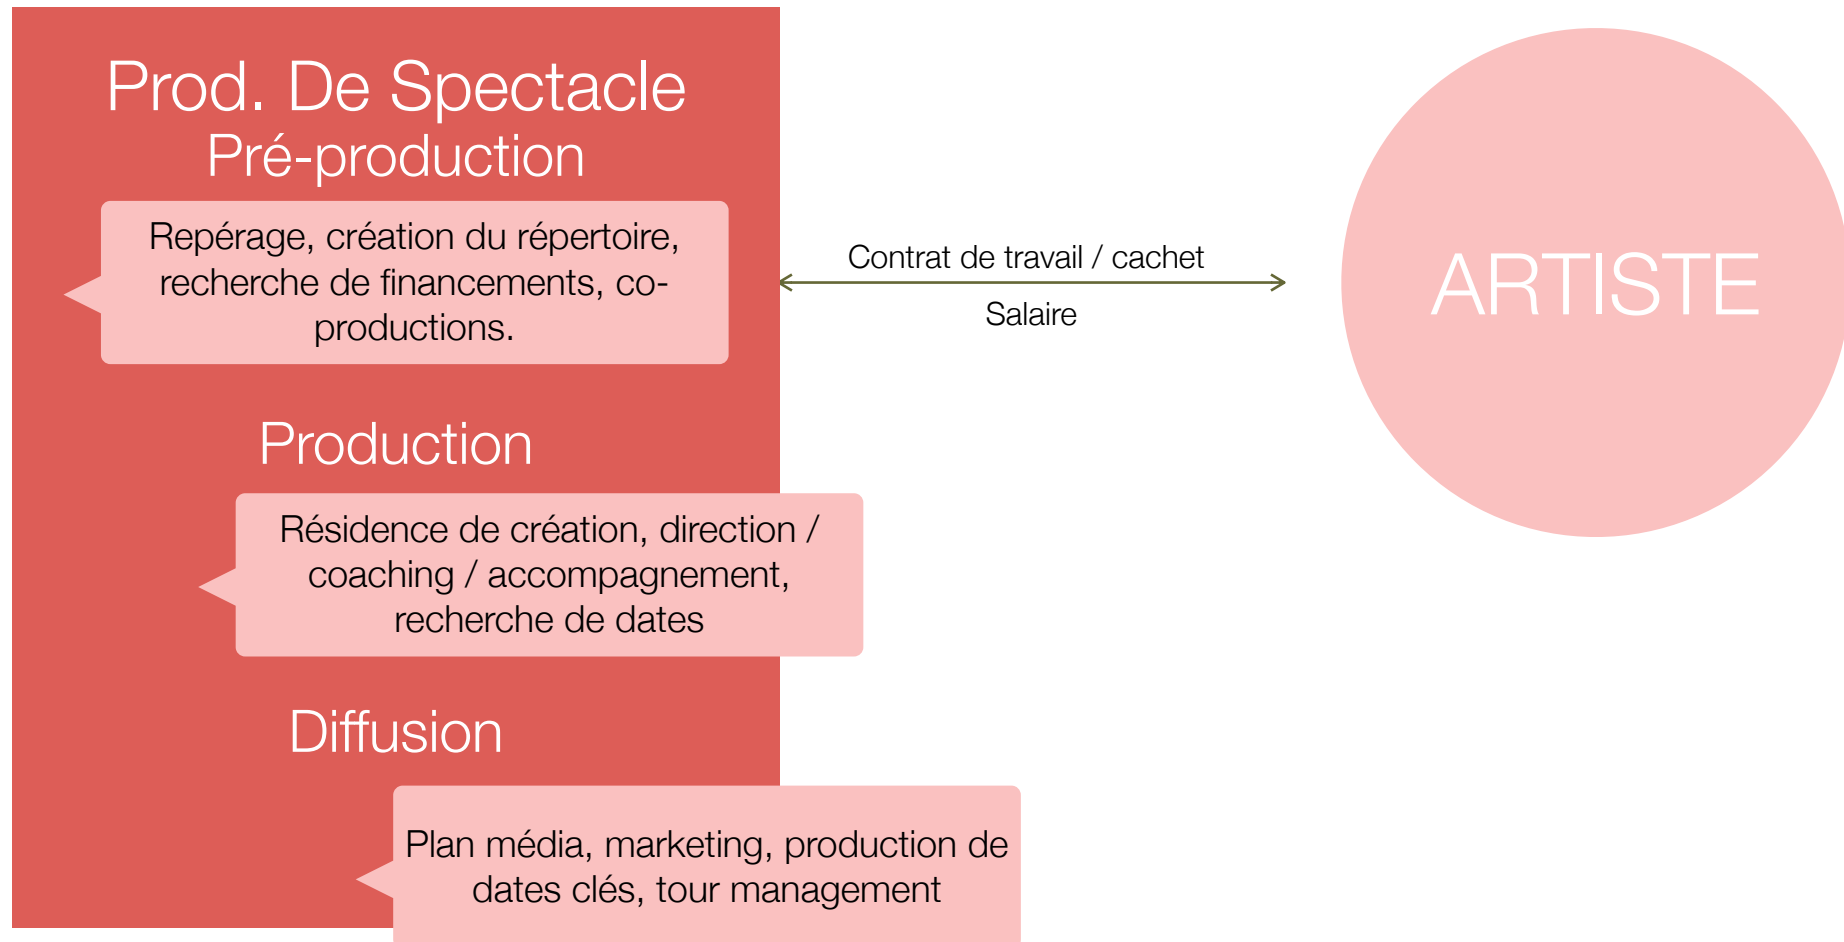 Prod. De Spectacle
Pré-production
Repérage, création du répertoire,
recherche de financements, co-
productions.
Contrat de travail / cachet
Salaire
ARTISTE
Production
Résidence de création, direction /
coaching / accompagnement,
recherche de dates
Diffusion
Plan média, marketing, production de
dates clés, tour management